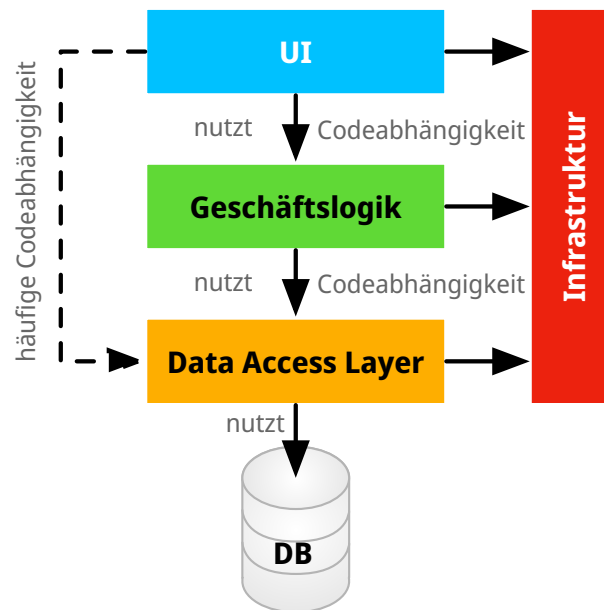 UI
nutzt
Codeabhängigkeit
Geschäftslogik
nutzt
Codeabhängigkeit
Data Access Layer
nutzt
DB
häufige Codeabhängigkeit
Infrastruktur